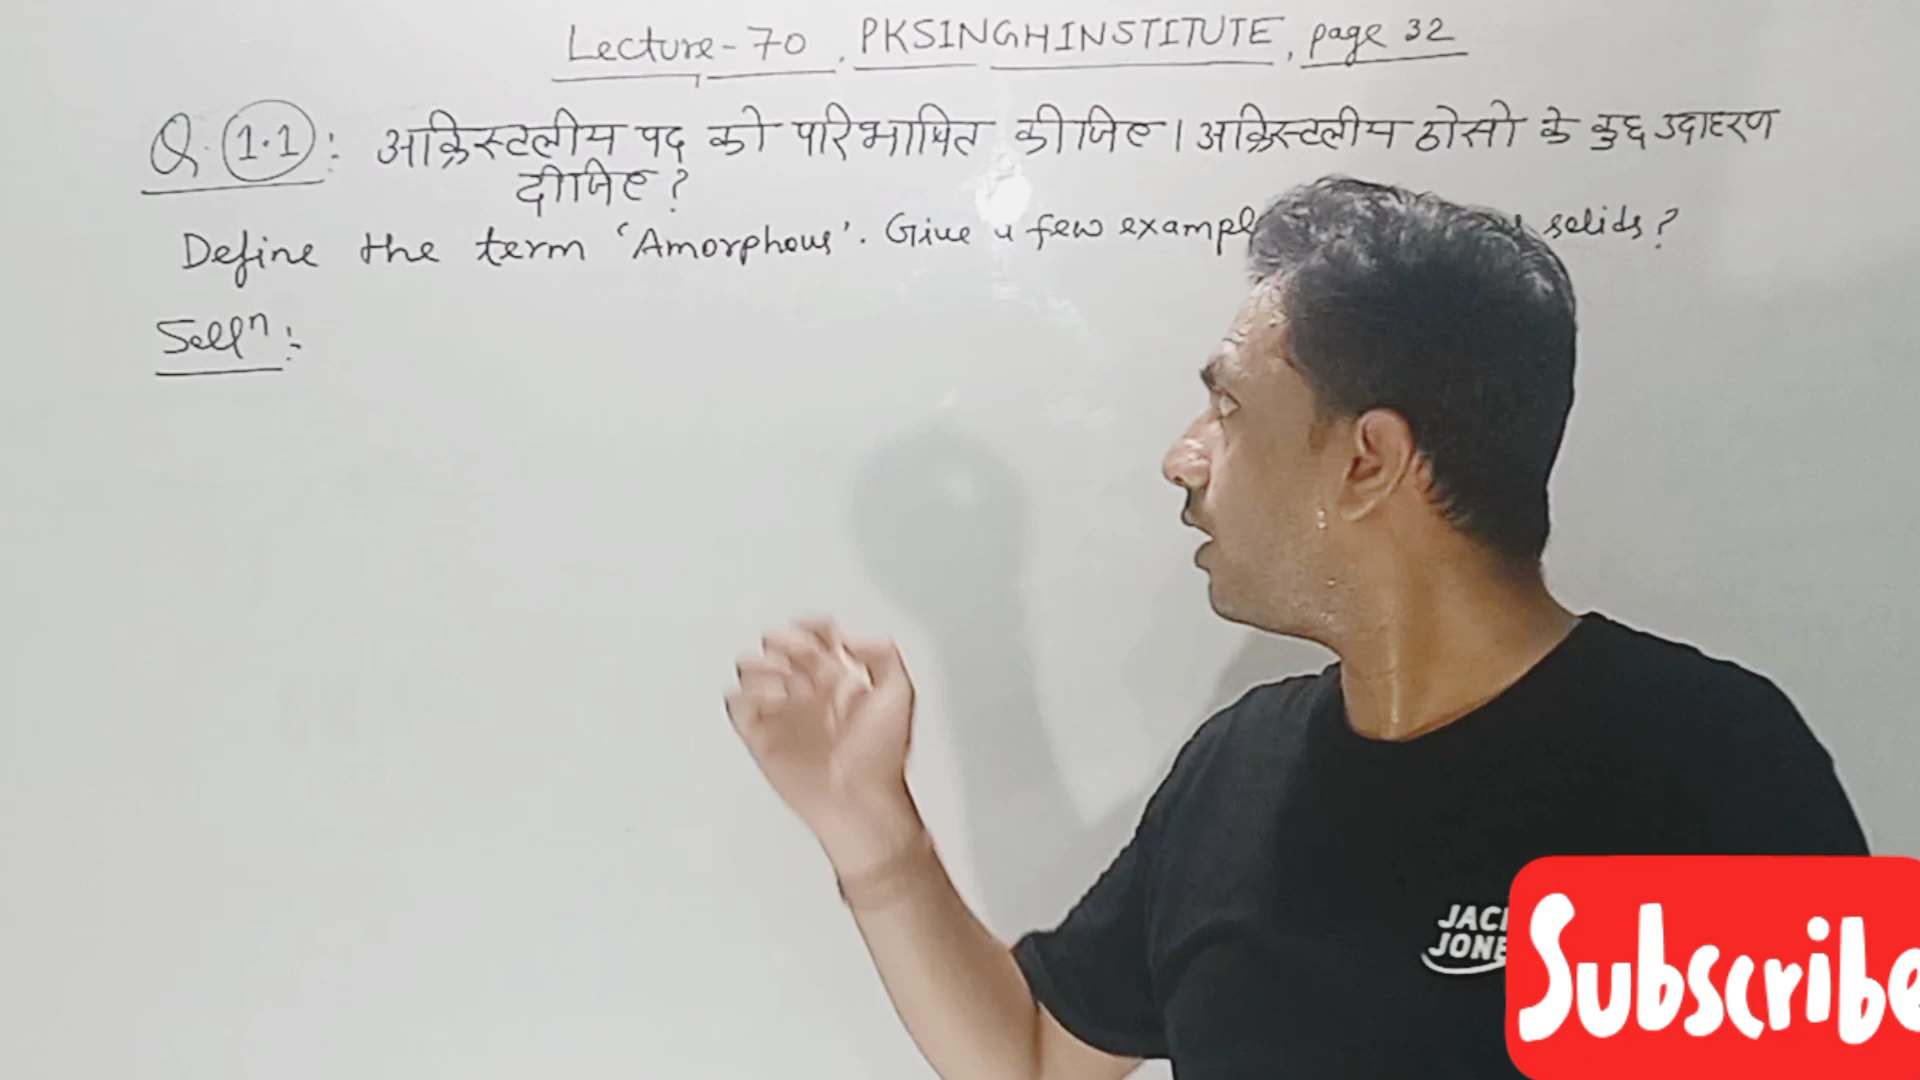 Lecture-70, PKSINGHINSTITUTE, page 32
Q.(1.1): अक्रिस्टलीय पद को परिभाषित कीजिए। अक्रिस्टलीय ठोसो के कुछ उदाहरण
दीजिए?
Define the term 'Amorphous'. Give a few exampl solids?
Sol^n:
JAC
JONE
Subscribe